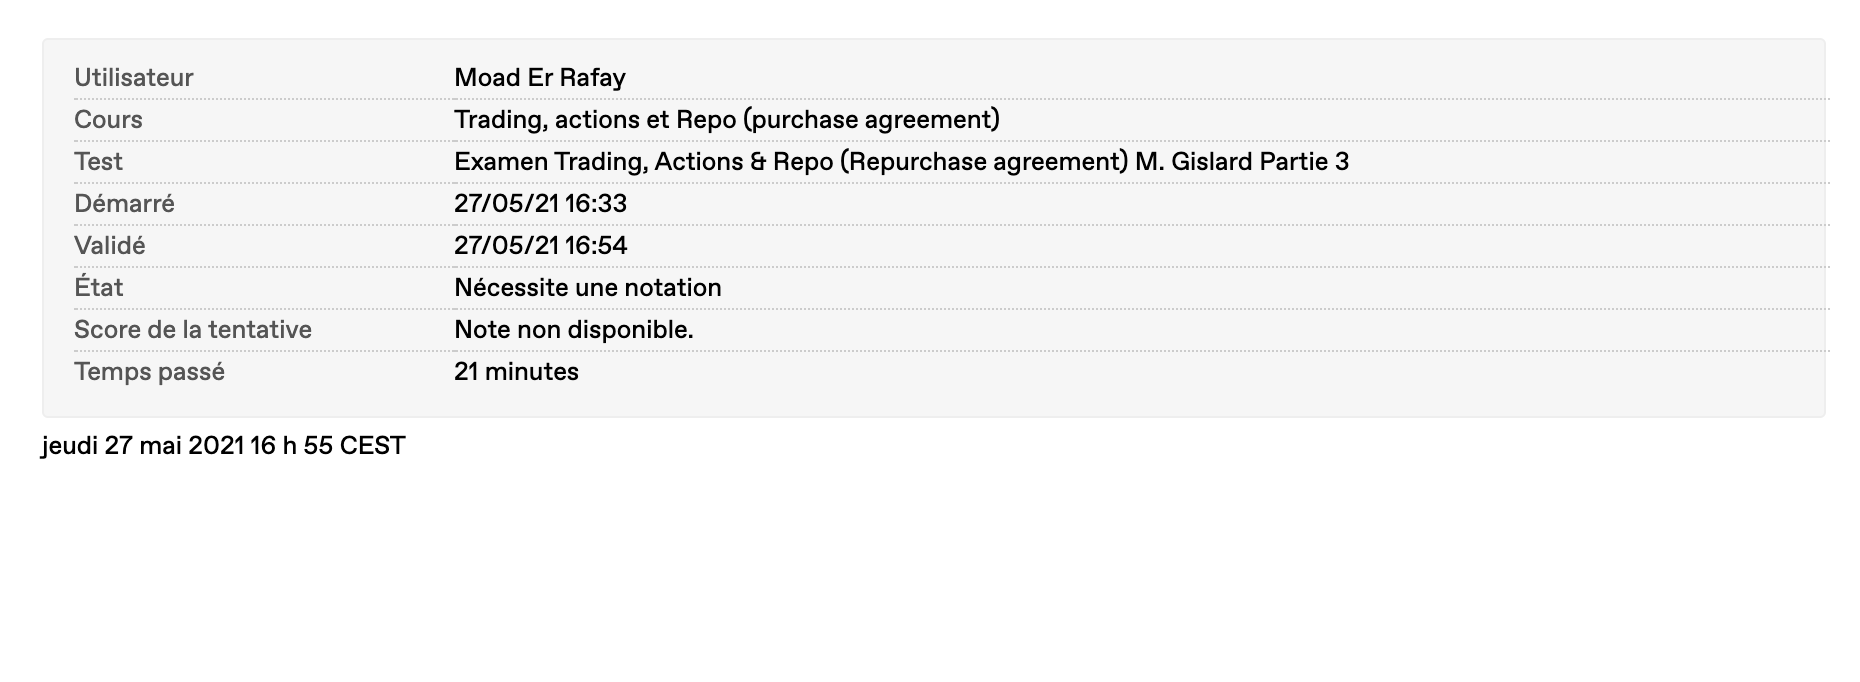 Utilisateur Moad Er Rafay
Cours Trading, actions et Repo (purchase agreement)
Test Examen Trading, Actions & Repo (Repurchase agreement) M. Gislard Partie 3
Démarré 27/05/21 16:33
Validé 27/05/21 16:54
État Nécessite une notation
Score de la tentative Note non disponible.
Temps passé 21 minutes
jeudi 27 mai 2021 16 h 55 CEST